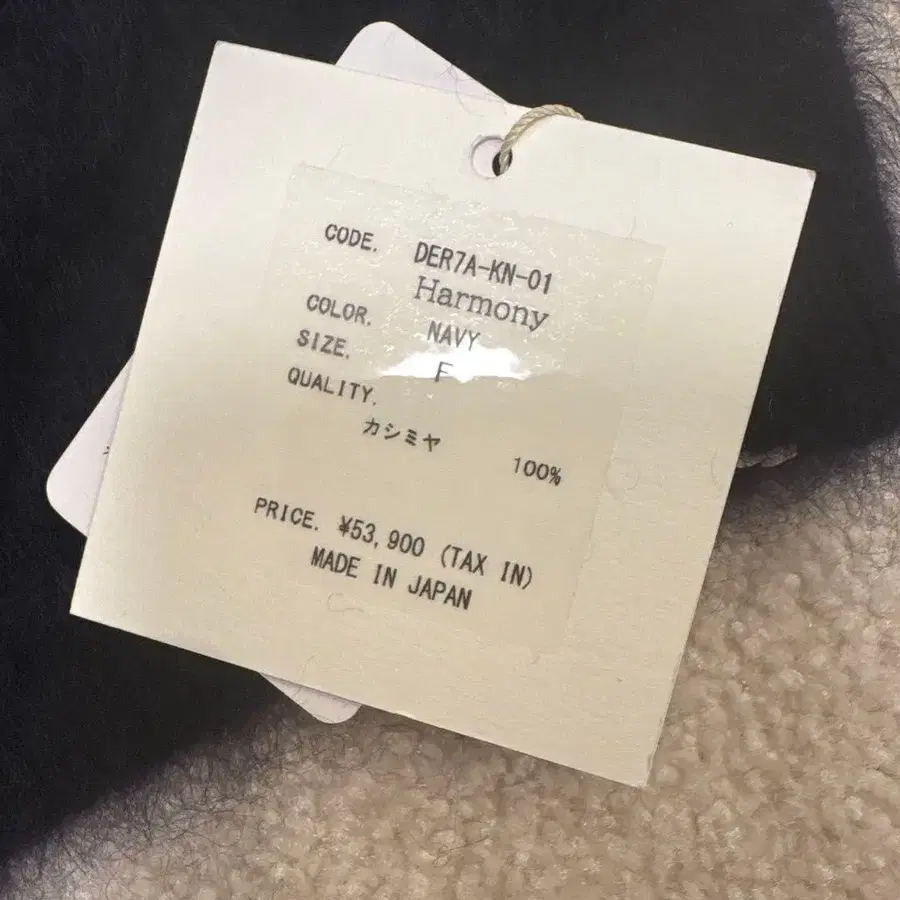 CODE. DER7A-KN-01
Harmony
COLOR. NAVY
SIZE. F
QUALITY.
カシミヤ 100%
PRICE. ¥53,900 (TAX IN)
MADE IN JAPAN